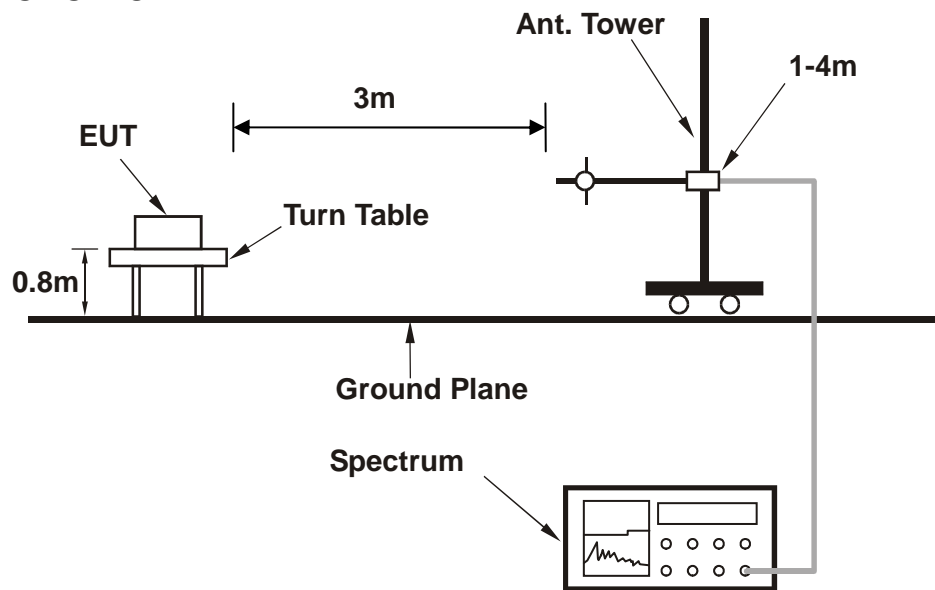 Ant. Tower
1-4m
3m
EUT
Turn Table
0.8m
Ground Plane
Spectrum